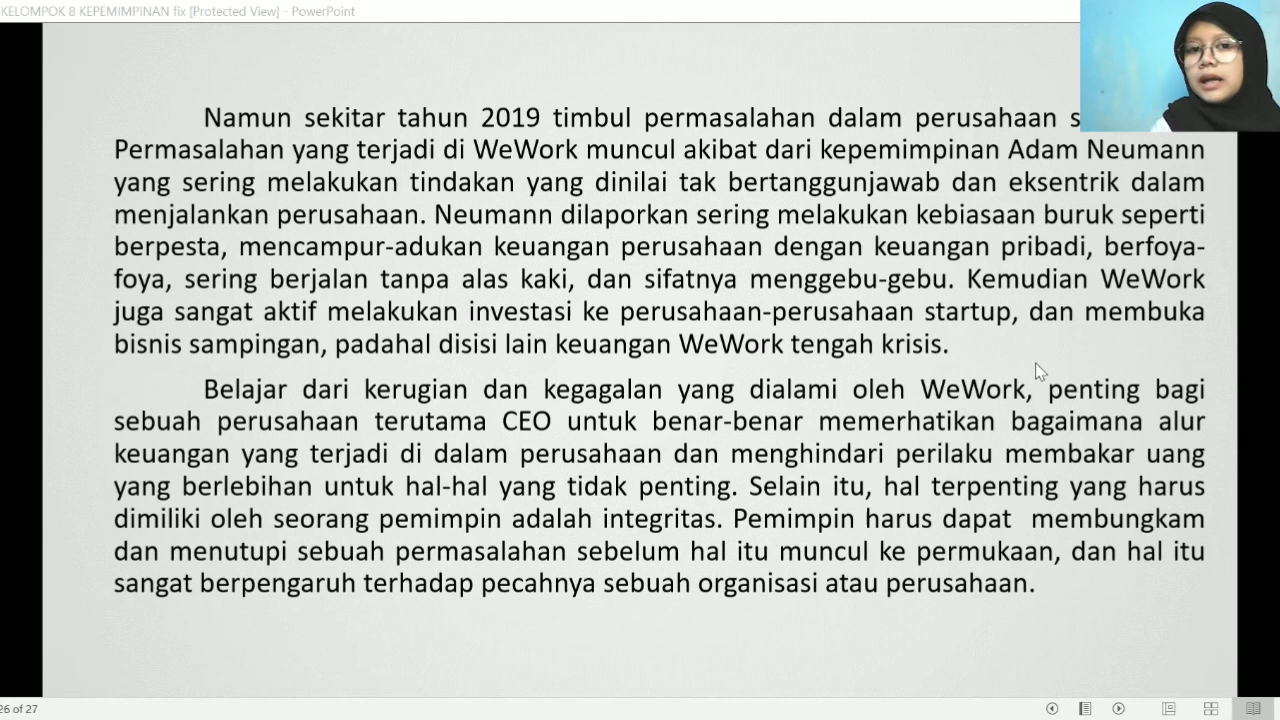 KELOMPOK 8 KEPEMIMPINAN fix [Protected View] - PowerPoint
Namun sekitar tahun 2019 timbul permasalahan dalam perusahaan
Permasalahan yang terjadi di WeWork muncul akibat dari kepemimpinan Adam Neumann
yang sering melakukan tindakan yang dinilai tak bertanggunjawab dan eksentrik dalam
menjalankan perusahaan. Neumann dilaporkan sering melakukan kebiasaan buruk seperti
berpesta, mencampur-adukan keuangan perusahaan dengan keuangan pribadi, berfoya-
foya, sering berjalan tanpa alas kaki, dan sifatnya menggebu-gebu. Kemudian WeWork
juga sangat aktif melakukan investasi ke perusahaan-perusahaan startup, dan membuka
bisnis sampingan, padahal disisi lain keuangan WeWork tengah krisis.
Belajar dari kerugian dan kegagalan yang dialami oleh WeWork, penting bagi
sebuah perusahaan terutama CEO untuk benar-benar memerhatikan bagaimana alur
keuangan yang terjadi di dalam perusahaan dan menghindari perilaku membakar uang
yang berlebihan untuk hal-hal yang tidak penting. Selain itu, hal terpenting yang harus
dimiliki oleh seorang pemimpin adalah integritas. Pemimpin harus dapat membungkam
dan menutupi sebuah permasalahan sebelum hal itu muncul ke permukaan, dan hal itu
sangat berpengaruh terhadap pecahnya sebuah organisasi atau perusahaan.
26 of 27